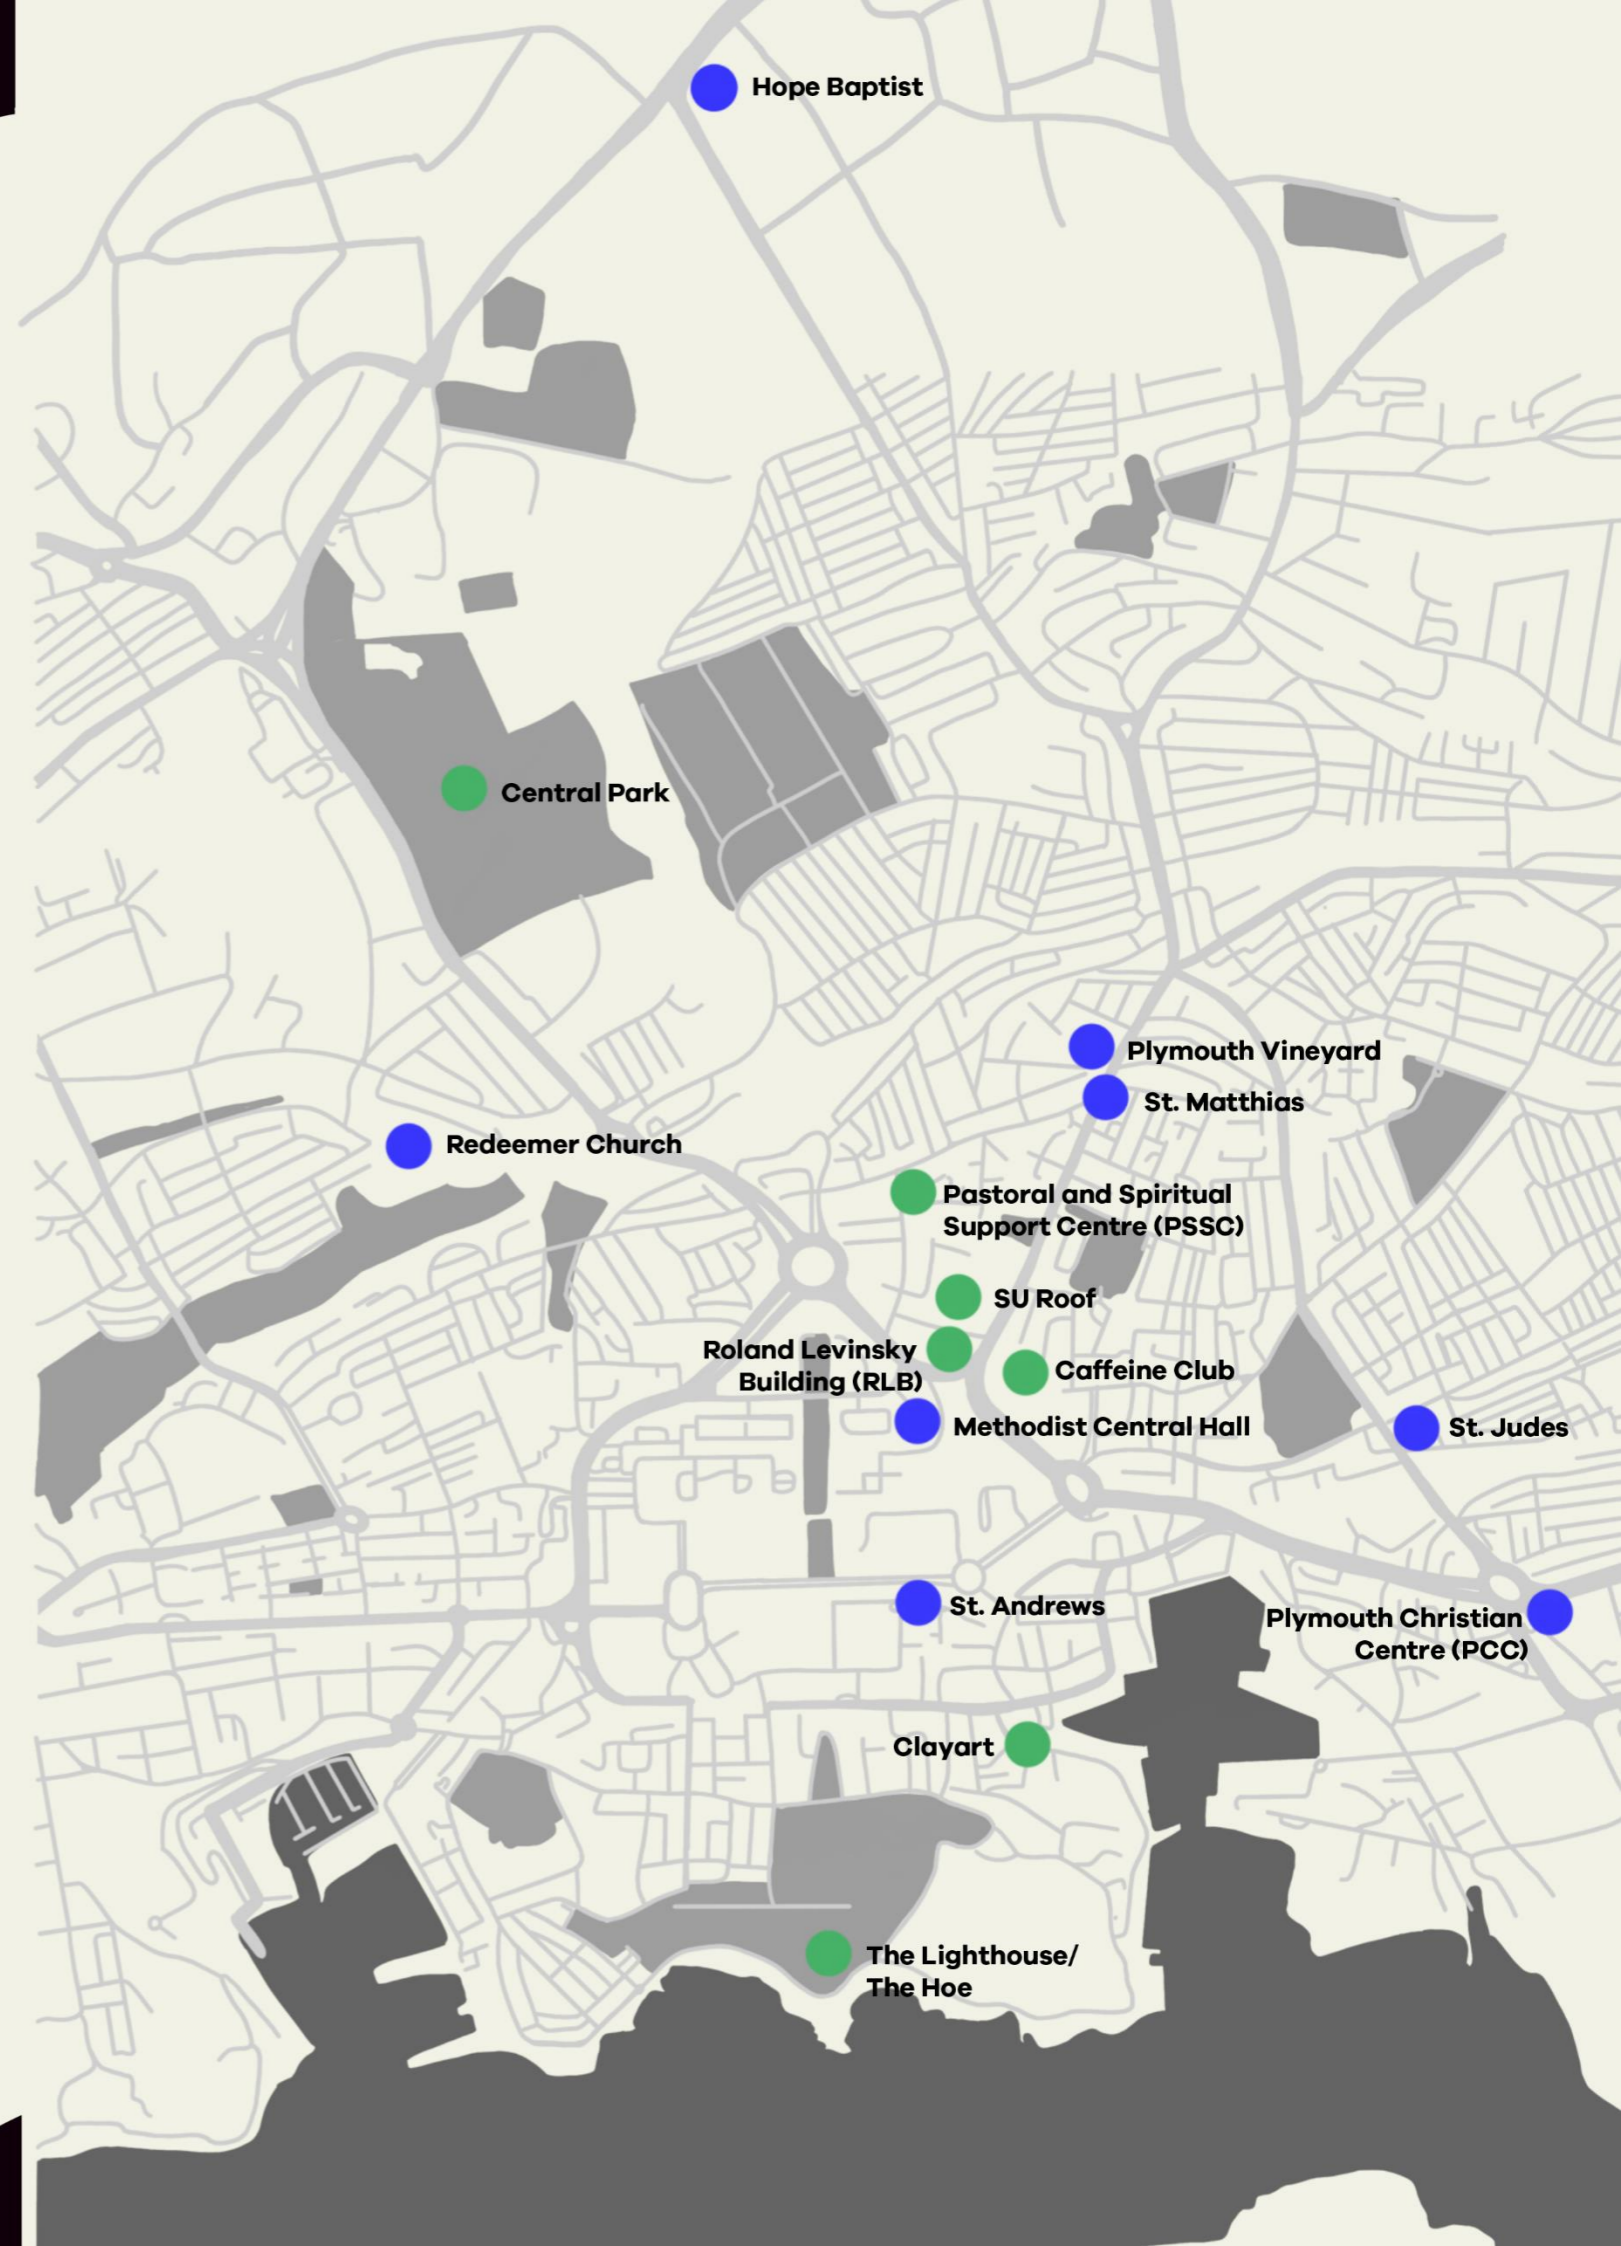 Hope Baptist
Central Park
Plymouth Vineyard
St. Matthias
Redeemer Church
Pastoral and Spiritual
Support Centre (PSSC)
SU Roof
Roland Levinsky
Building (RLB)
Caffeine Club
Methodist Central Hall
St. Judes
St. Andrews
Plymouth Christian
Centre (PCC)
Clayart
The Lighthouse/
The Hoe